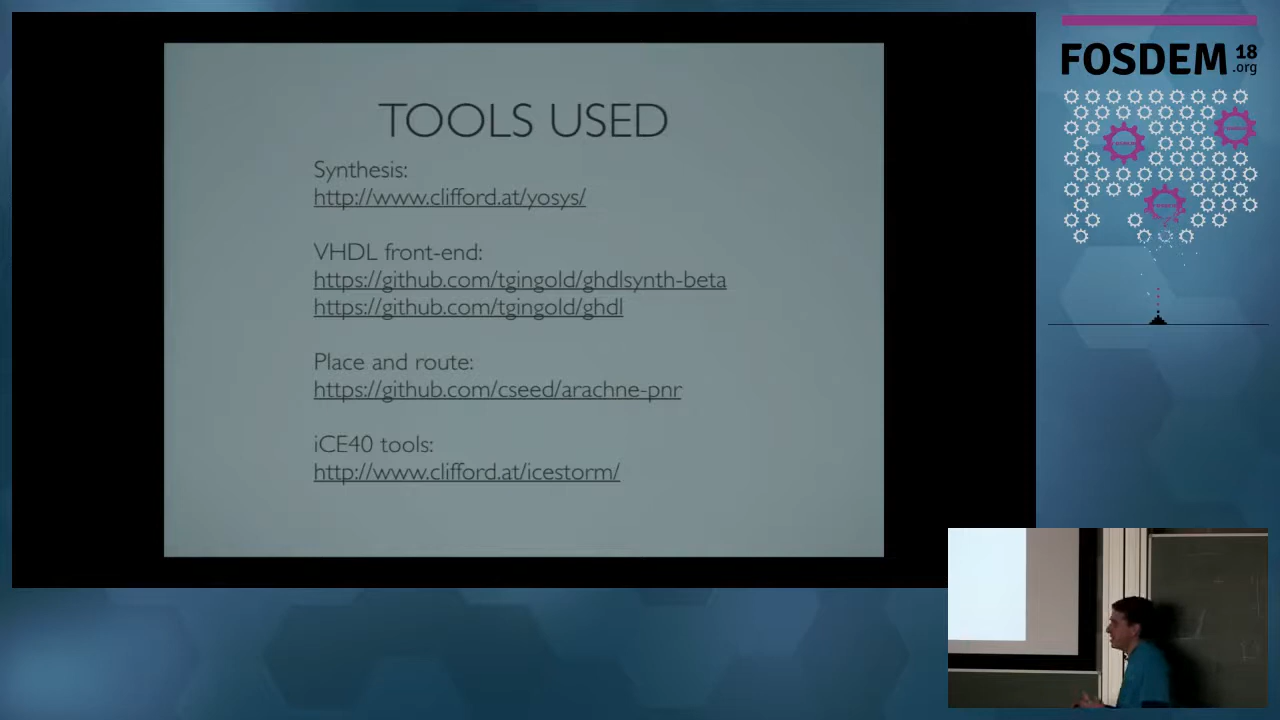 TOOLS USED
Synthesis:
http://www.clifford.at/yosys/
VHDL front-end:
https://github.com/tgingold/ghdlsynth-beta
https://github.com/tgingold/ghdl
Place and route:
https://github.com/cseed/arachne-pnr
iCE40 tools:
http://www.clifford.at/icestorm/
FOSDEM 18
.org